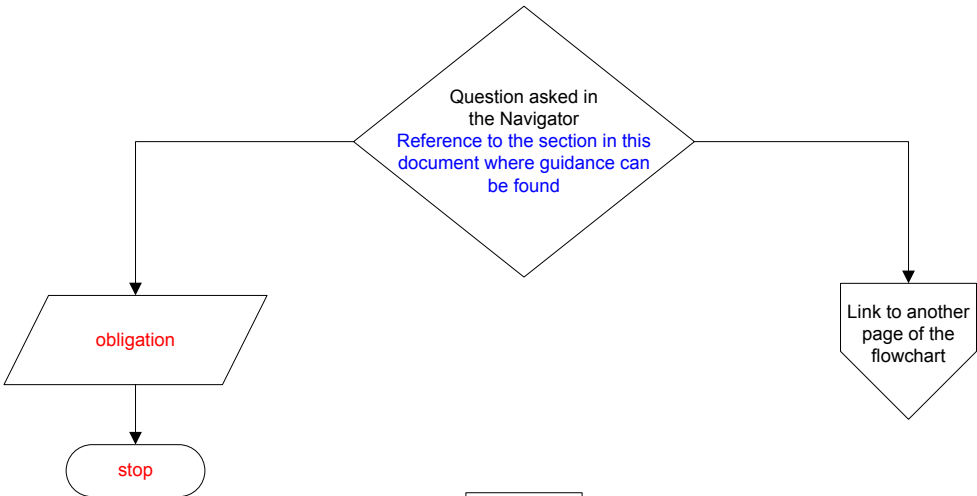 Question asked in
the Navigator
Reference to the section in this
document where guidance can
be found
obligation
Link to another
page of the
flowchart
stop